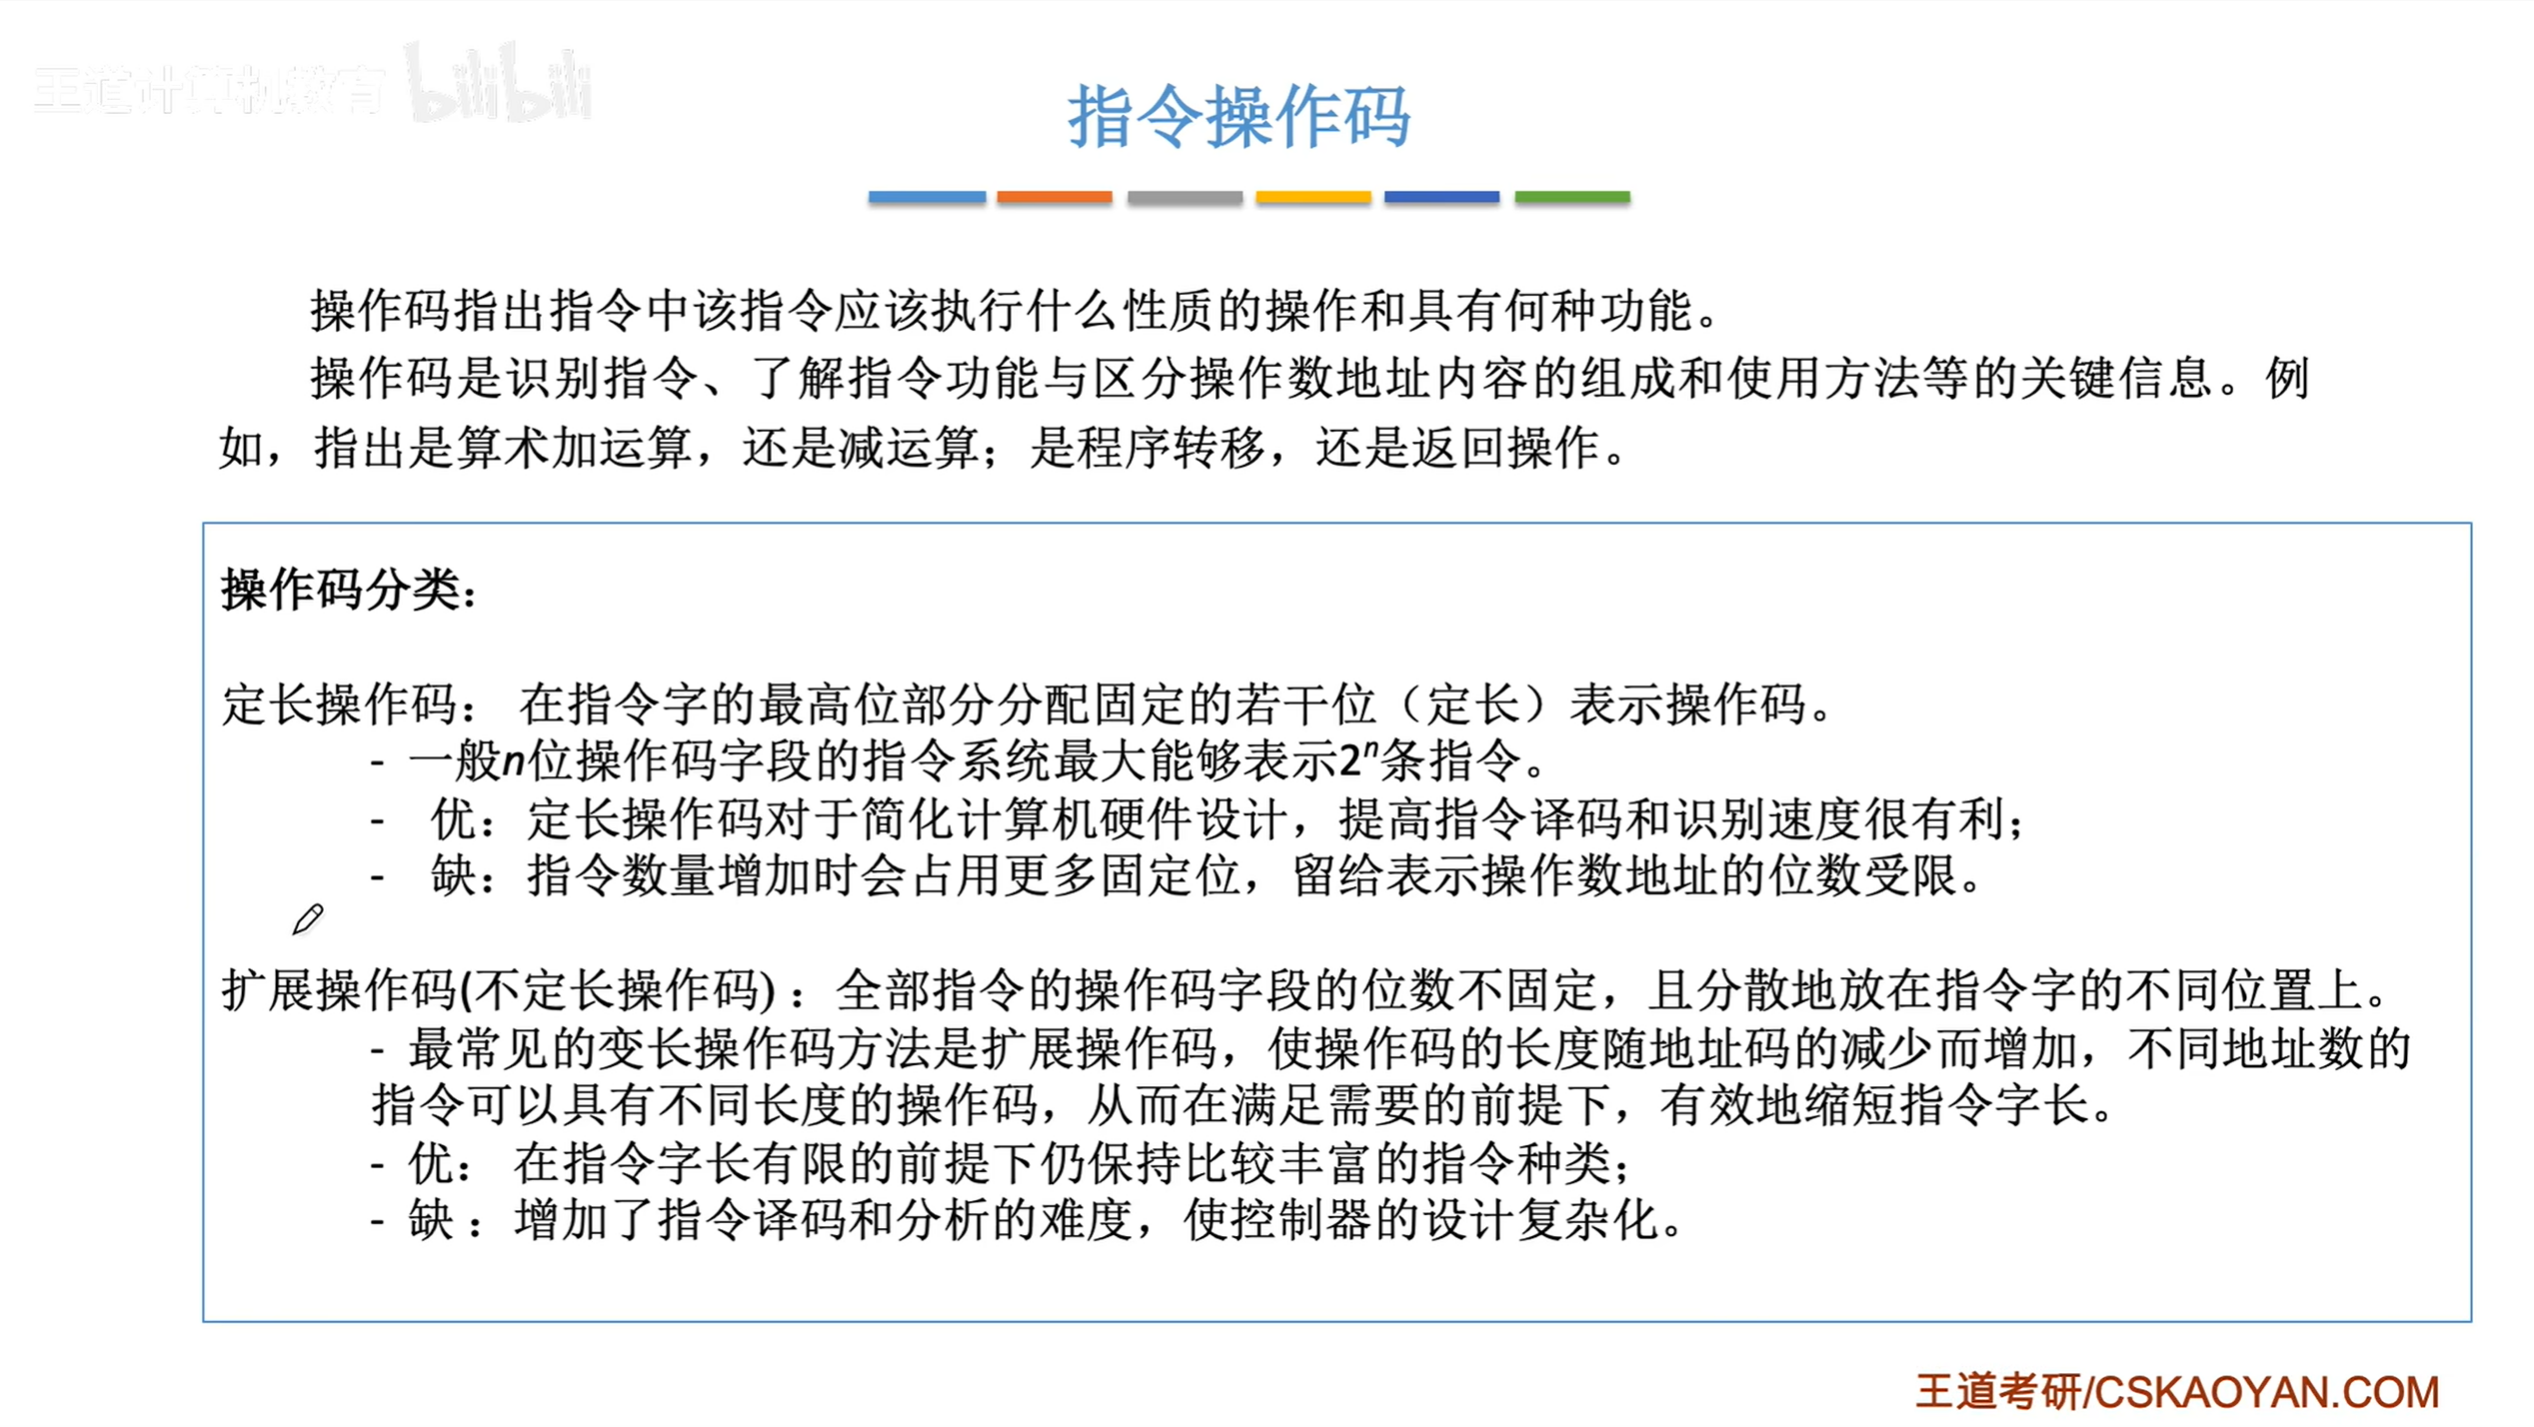 王道计算机教育 bilibili
指令操作码
操作码指出指令中该指令应该执行什么性质的操作和具有何种功能。
操作码是识别指令、了解指令功能与区分操作数地址内容的组成和使用方法等的关键信息。例
如，指出是算术加运算，还是减运算；是程序转移，还是返回操作。
操作码分类：
定长操作码： 在指令字的最高位部分分配固定的若干位（定长）表示操作码。
- 一般n位操作码字段的指令系统最大能够表示2ⁿ条指令。
- 优：定长操作码对于简化计算机硬件设计，提高指令译码和识别速度很有利；
- 缺：指令数量增加时会占用更多固定位，留给表示操作数地址的位数受限。
扩展操作码(不定长操作码)：全部指令的操作码字段的位数不固定，且分散地放在指令字的不同位置上。
- 最常见的变长操作码方法是扩展操作码，使操作码的长度随地址码的减少而增加，不同地址数的
指令可以具有不同长度的操作码，从而在满足需要的前提下，有效地缩短指令字长。
- 优： 在指令字长有限的前提下仍保持比较丰富的指令种类；
- 缺：增加了指令译码和分析的难度，使控制器的设计复杂化。
王道考研/CSKAOYAN.COM